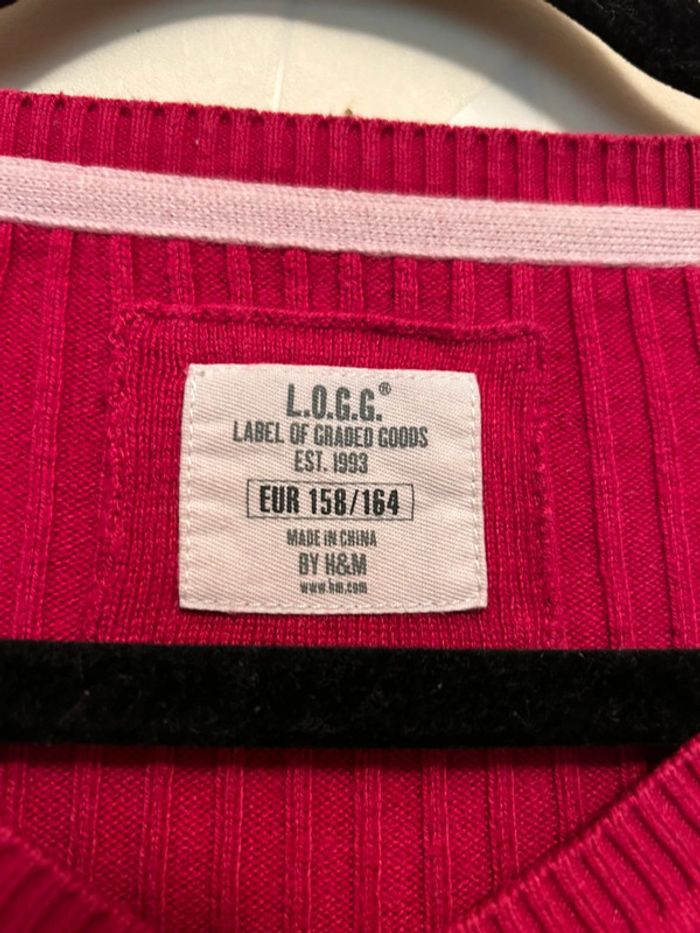 L.O.G.G.®
LABEL OF GRADED GOODS
EST. 1993
EUR 158/164
MADE IN CHINA
BY H&M
www.hm.com